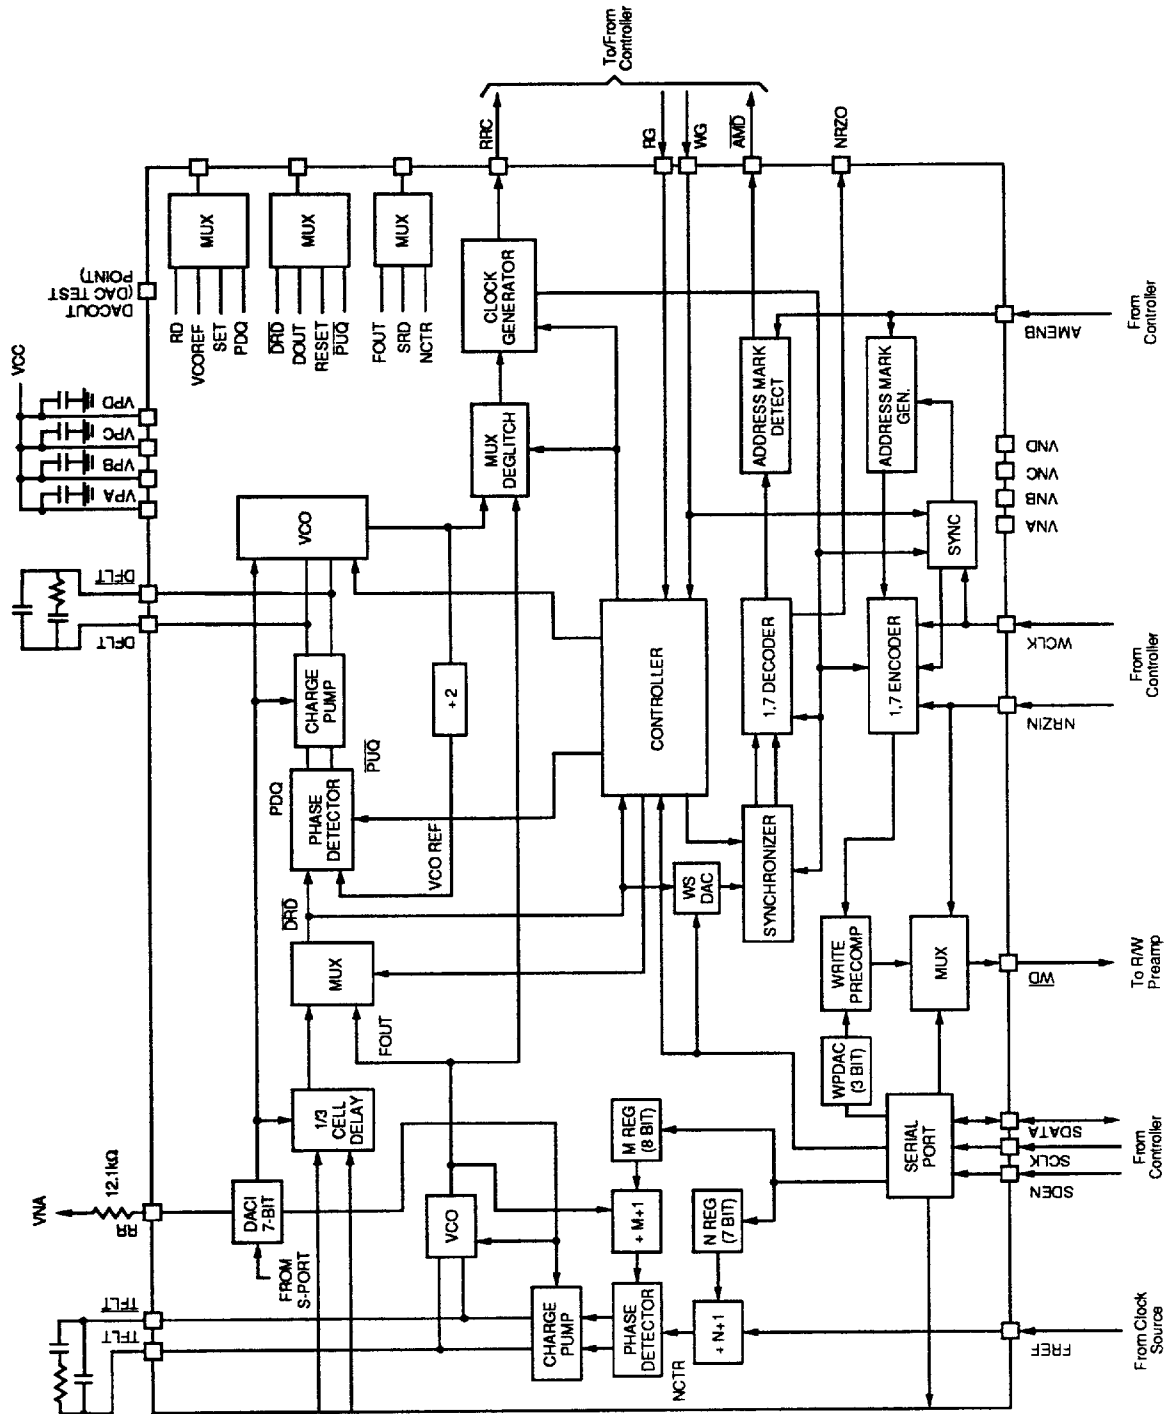 VCC
DACOUT
(DAC TEST
POINT)
VPA
VPB
VPC
VPD
DFLT
DFLT
VNA
12.1kΩ
RR
TFLT
TFLT
RD
VCOREF
SET
PDQ
MUX
DRD
DOUT
RESET
PUQ
MUX
FOUT
SRD
NCTR
MUX
RRC
To/From
Controller
RG
WG
AMD
NRZO
CLOCK
GENERATOR
MUX
DEGLITCH
VCO
CHARGE
PUMP
PDQ
PUQ
PHASE
DETECTOR
+2
VCO REF
DRD
MUX
FOUT
1/3
CELL
DELAY
DACI
7-BIT
FROM
S-PORT
VCO
CHARGE
PUMP
PHASE
DETECTOR
NCTR
+ M+1
M REG
(8 BIT)
N REG
(7 BIT)
+ N+1
CONTROLLER
WS
DAC
SYNCHRONIZER
1,7 DECODER
ADDRESS MARK
DETECT
ADDRESS MARK
GEN.
SYNC
1,7 ENCODER
WRITE
PRECOMP
WPDAC
(3 BIT)
MUX
SERIAL
PORT
FREF
From Clock
Source
SDEN
SCLK
SDATA
From
Controller
WD
To R/W
Preamp
NRZIN
WCLK
From
Controller
VNA
VNB
VNC
VND
AMENB
From
Controller